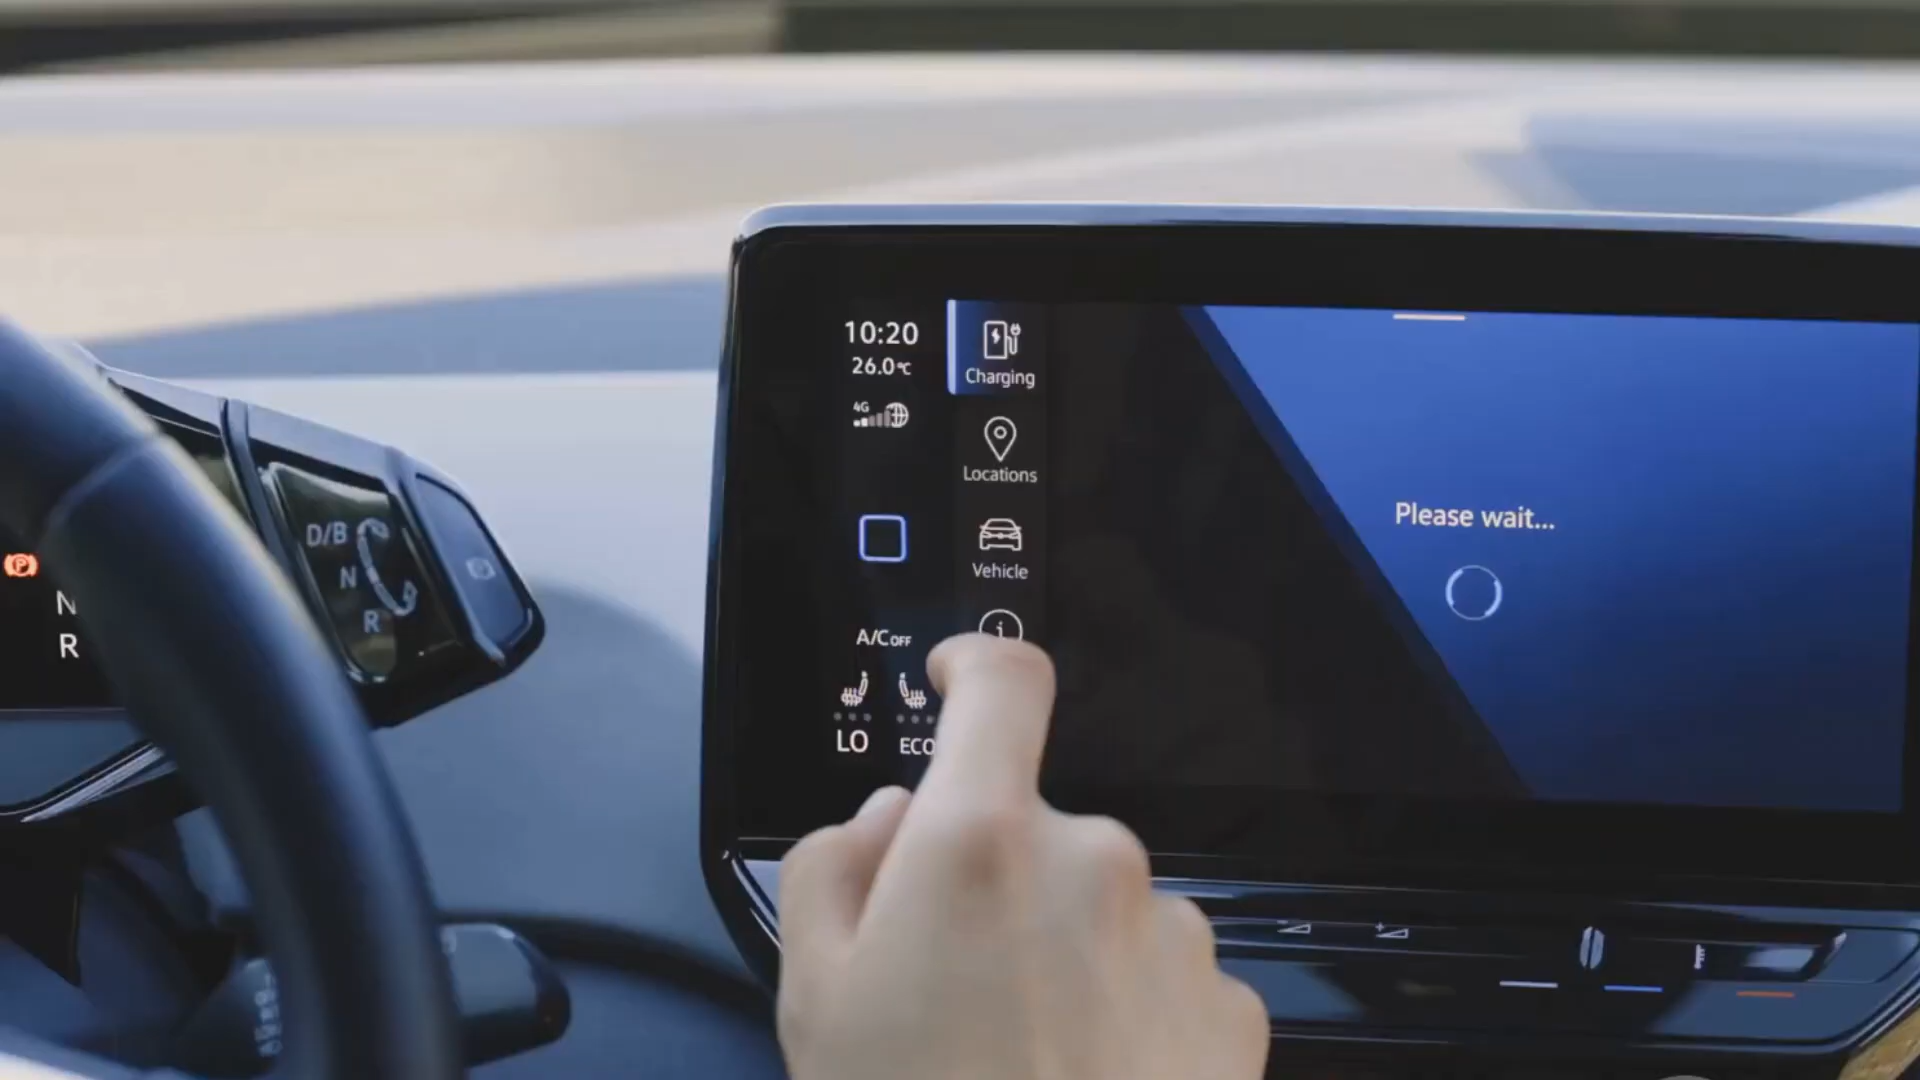 10:20
26.0°C
4G
Charging
Locations
Vehicle
Please wait...
A/C OFF
LO
ECO
D/B
N
R
P
N
R